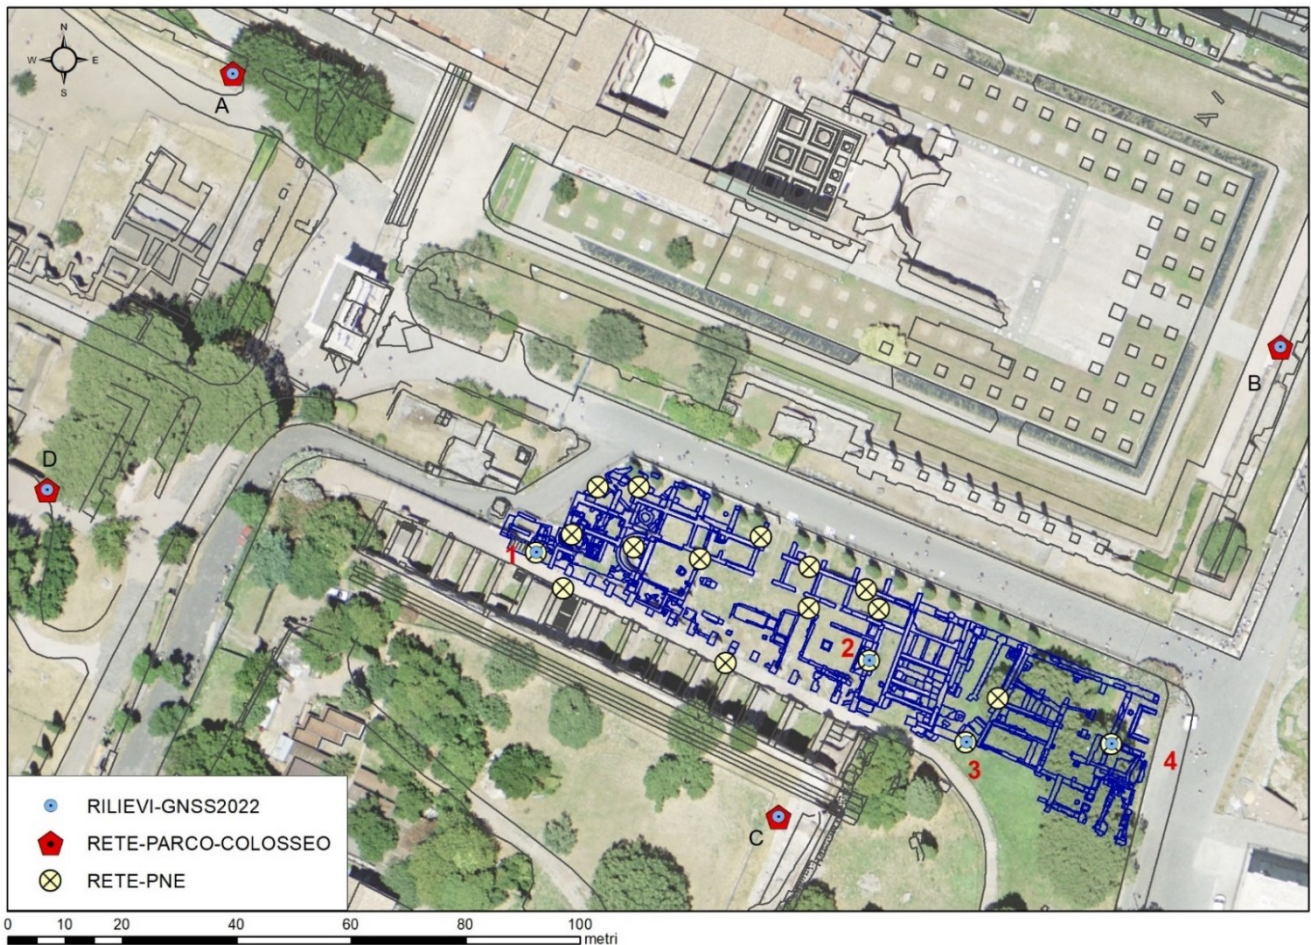 N
W E
S
A
B
D
1
2
3
4
C
RILIEVI-GNSS2022
RETE-PARCO-COLOSSEO
RETE-PNE
0 10 20 40 60 80 100
metri